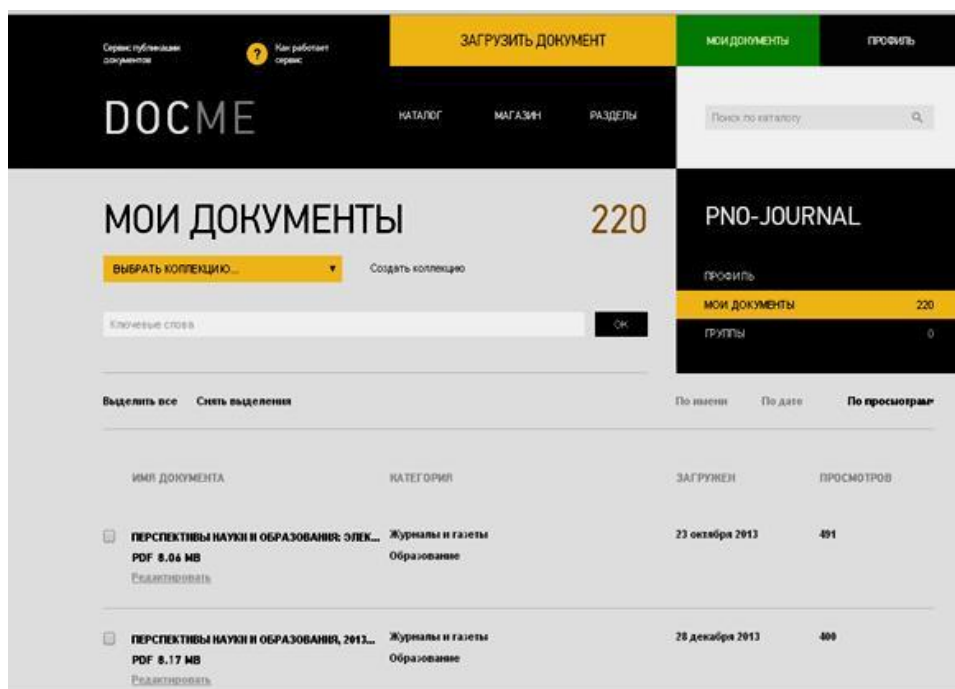 Сервис публикации
документов
?
Как работает
сервис
ЗАГРУЗИТЬ ДОКУМЕНТ
МОИ ДОКУМЕНТЫ
ПРОФИЛЬ
DOCME
КАТАЛОГ
МАГАЗИН
РАЗДЕЛЫ
Поиск по каталогу
МОИ ДОКУМЕНТЫ
220
PNO-JOURNAL
ВЫБРАТЬ КОЛЛЕКЦИЮ...
Создать коллекцию
ПРОФИЛЬ
МОИ ДОКУМЕНТЫ 220
ГРУППЫ 0
Ключевые слова
OK
Выделить все
Снять выделения
По имени
По дате
По просмотрам
ИМЯ ДОКУМЕНТА
КАТЕГОРИЯ
ЗАГРУЖЕН
ПРОСМОТРОВ
ПЕРСПЕКТИВЫ НАУКИ И ОБРАЗОВАНИЯ: ЭЛЕК...
PDF 8.06 MB
Редактировать
Журналы и газеты
Образование
23 октября 2013
491
ПЕРСПЕКТИВЫ НАУКИ И ОБРАЗОВАНИЯ, 2013...
PDF 8.17 MB
Редактировать
Журналы и газеты
Образование
28 декабря 2013
400